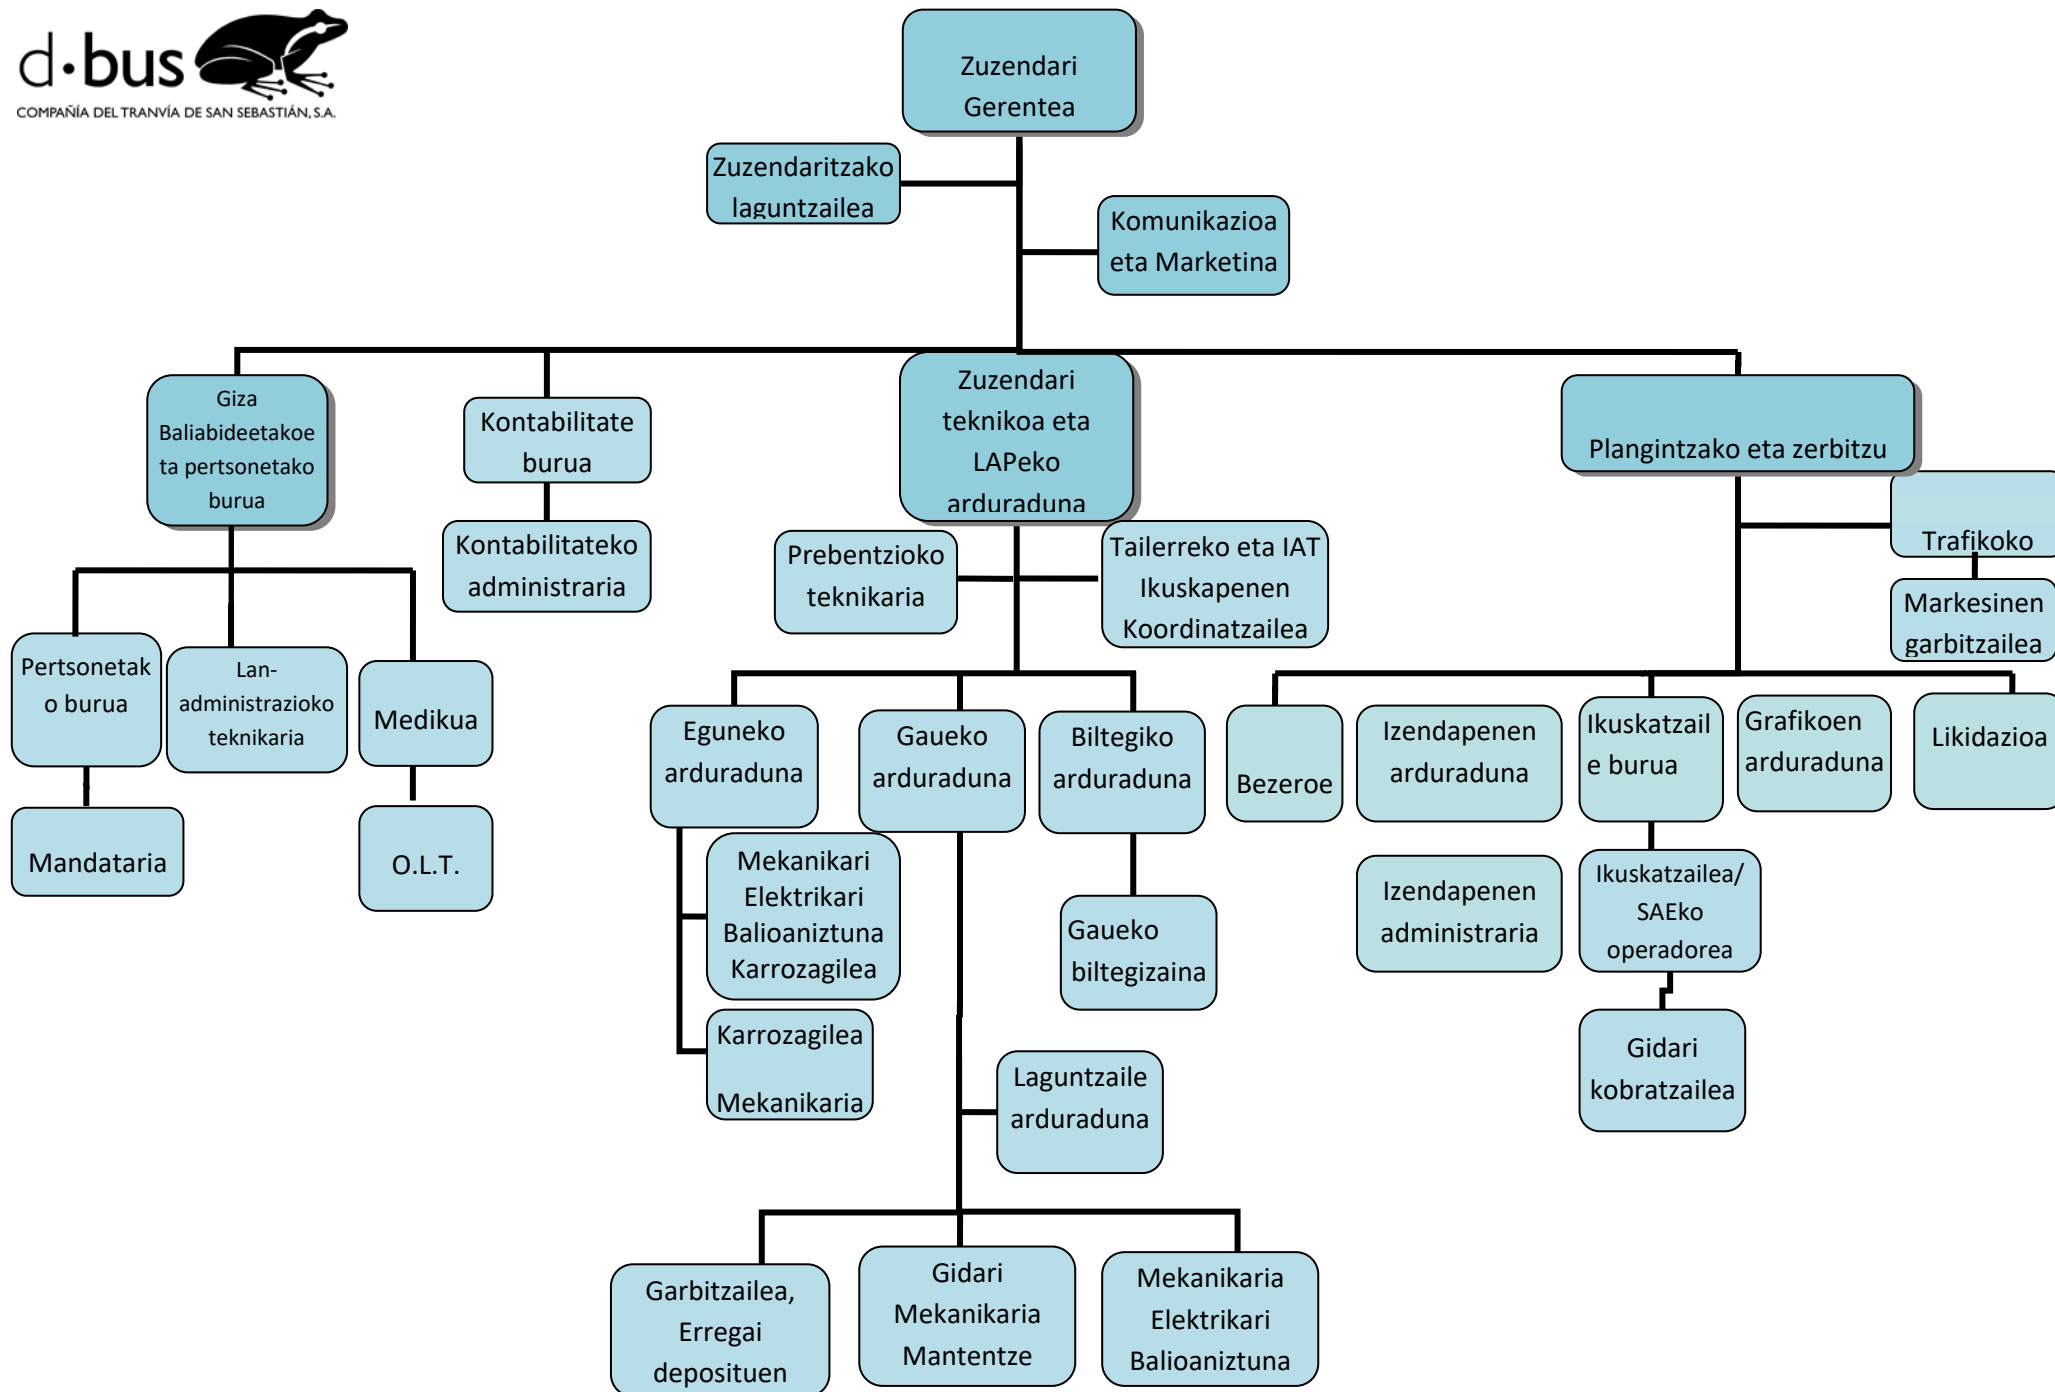 d·bus
COMPAÑÍA DEL TRANVÍA DE SAN SEBASTIÁN, S.A.
Zuzendari
Gerentea
Zuzendaritzako
laguntzailea
Komunikazioa
eta Marketina
Giza
Baliabideetakoe
ta pertsonetako
burua
Kontabilitate
burua
Zuzendari
teknikoa eta
LAPeko
arduraduna
Plangintzako eta zerbitzu
Kontabilitateko
administraria
Prebentzioko
teknikaria
Tailerreko eta IAT
Ikuskapenen
Koordinatzailea
Trafikoko
Markesinen
garbitzailea
Pertsonetak
o burua
Lan-
administrazioko
teknikaria
Medikua
Mandataria
O.L.T.
Eguneko
arduraduna
Gaueko
arduraduna
Biltegiko
arduraduna
Bezeroe
Izendapenen
arduraduna
Ikuskatzail
e burua
Grafikoen
arduraduna
Likidazioa
Mekanikari
Elektrikari
Balioaniztuna
Karrozagilea
Gaueko
biltegizaina
Izendapenen
administraria
Ikuskatzailea/
SAEko
operadorea
Karrozagilea
Mekanikaria
Laguntzaile
arduraduna
Gidari
kobratzailea
Garbitzailea,
Erregai
deposituen
Gidari
Mekanikaria
Mantentze
Mekanikaria
Elektrikari
Balioaniztuna